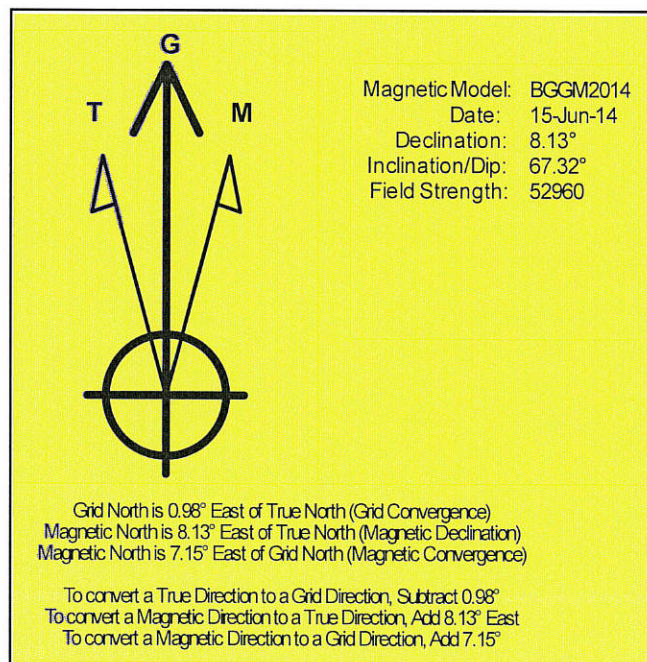 G
T M
Magnetic Model: BGGM2014
Date: 15-Jun-14
Declination: 8.13°
Inclination/Dip: 67.32°
Field Strength: 52960
Grid North is 0.98° East of True North (Grid Convergence)
Magnetic North is 8.13° East of True North (Magnetic Declination)
Magnetic North is 7.15° East of Grid North (Magnetic Convergence)
To convert a True Direction to a Grid Direction, Subtract 0.98°
To convert a Magnetic Direction to a True Direction, Add 8.13° East
To convert a Magnetic Direction to a Grid Direction, Add 7.15°